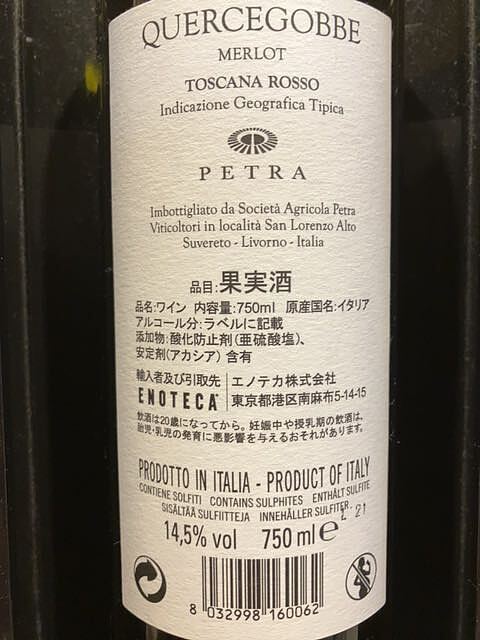 QUERCEGOBBE
MERLOT
TOSCANA ROSSO
Indicazione Geografica Tipica
PETRA
Imbottigliato da Società Agricola Petra
Viticoltori in località San Lorenzo Alto
Suvereto - Livorno - Italia
品目:果実酒
品名:ワイン 内容量:750ml 原産国名:イタリア
アルコール分:ラベルに記載
添加物:酸化防止剤(亜硫酸塩)、
安定剤(アカシア) 含有
輸入者及び引取先 エノテカ株式会社
ENOTECA 東京都港区南麻布5-14-15
飲酒は20歳になってから。妊娠中や授乳期の飲酒は、
胎児・乳児の発育に悪影響を与えるおそれがあります。
PRODOTTO IN ITALIA - PRODUCT OF ITALY
CONTIENE SOLFITI CONTAINS SULPHITES ENTHÄLT SULFITE
SISÄLTÄÄ SULFIITTEJA INNEHÅLLER SULFITER.
L 21
14,5% vol 750 ml e
8 032998 160062